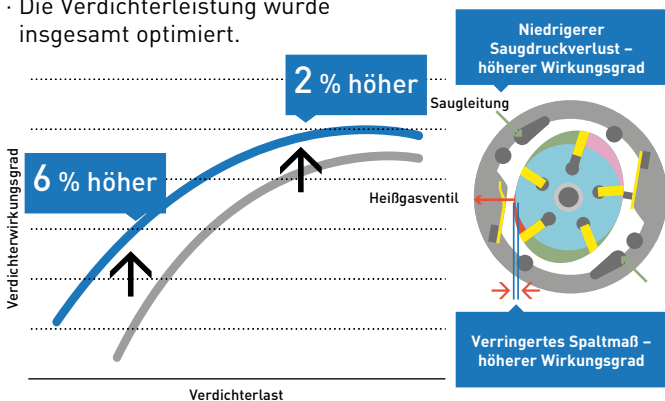 · Die Verdichterleistung wurde
insgesamt optimiert.
2 % höher
6 % höher
Verdichterwirkungsgrad
Verdichterlast
Niedrigerer
Saugdruckverlust –
höherer Wirkungsgrad
Saugleitung
Heißgasventil
Verringertes Spaltmaß –
höherer Wirkungsgrad